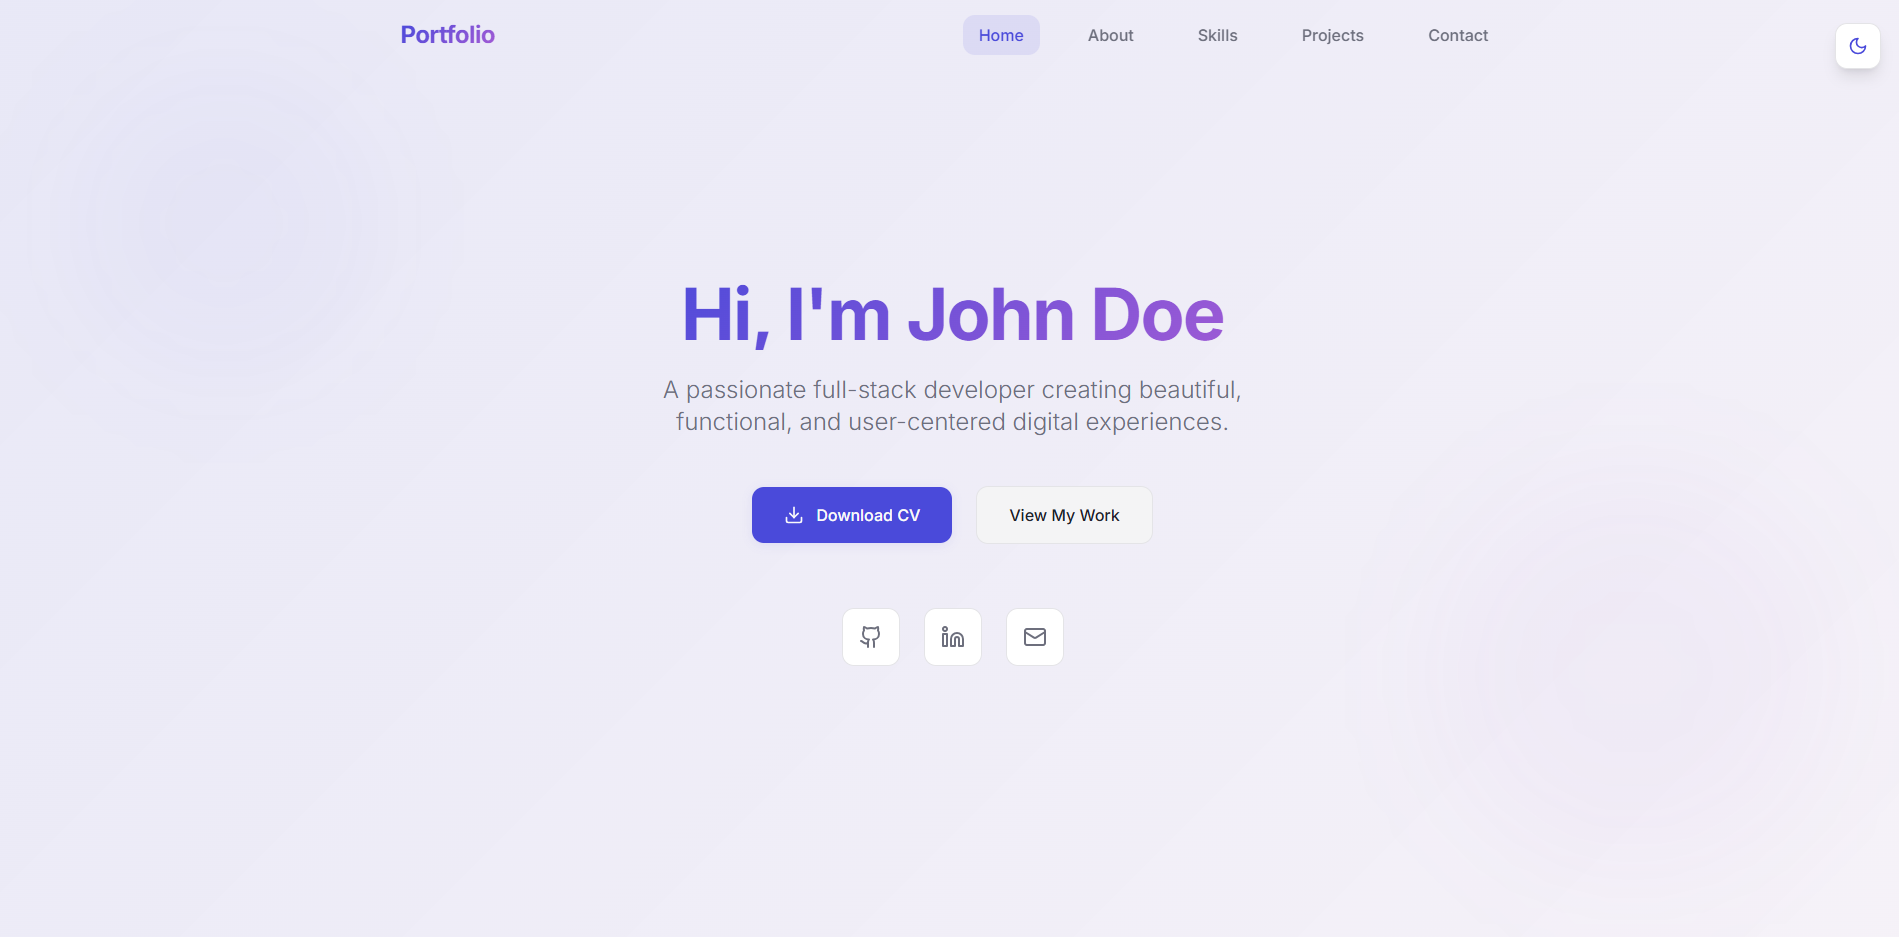 Portfolio
Home
About
Skills
Projects
Contact
Hi, I'm John Doe
A passionate full-stack developer creating beautiful,
functional, and user-centered digital experiences.
Download CV
View My Work